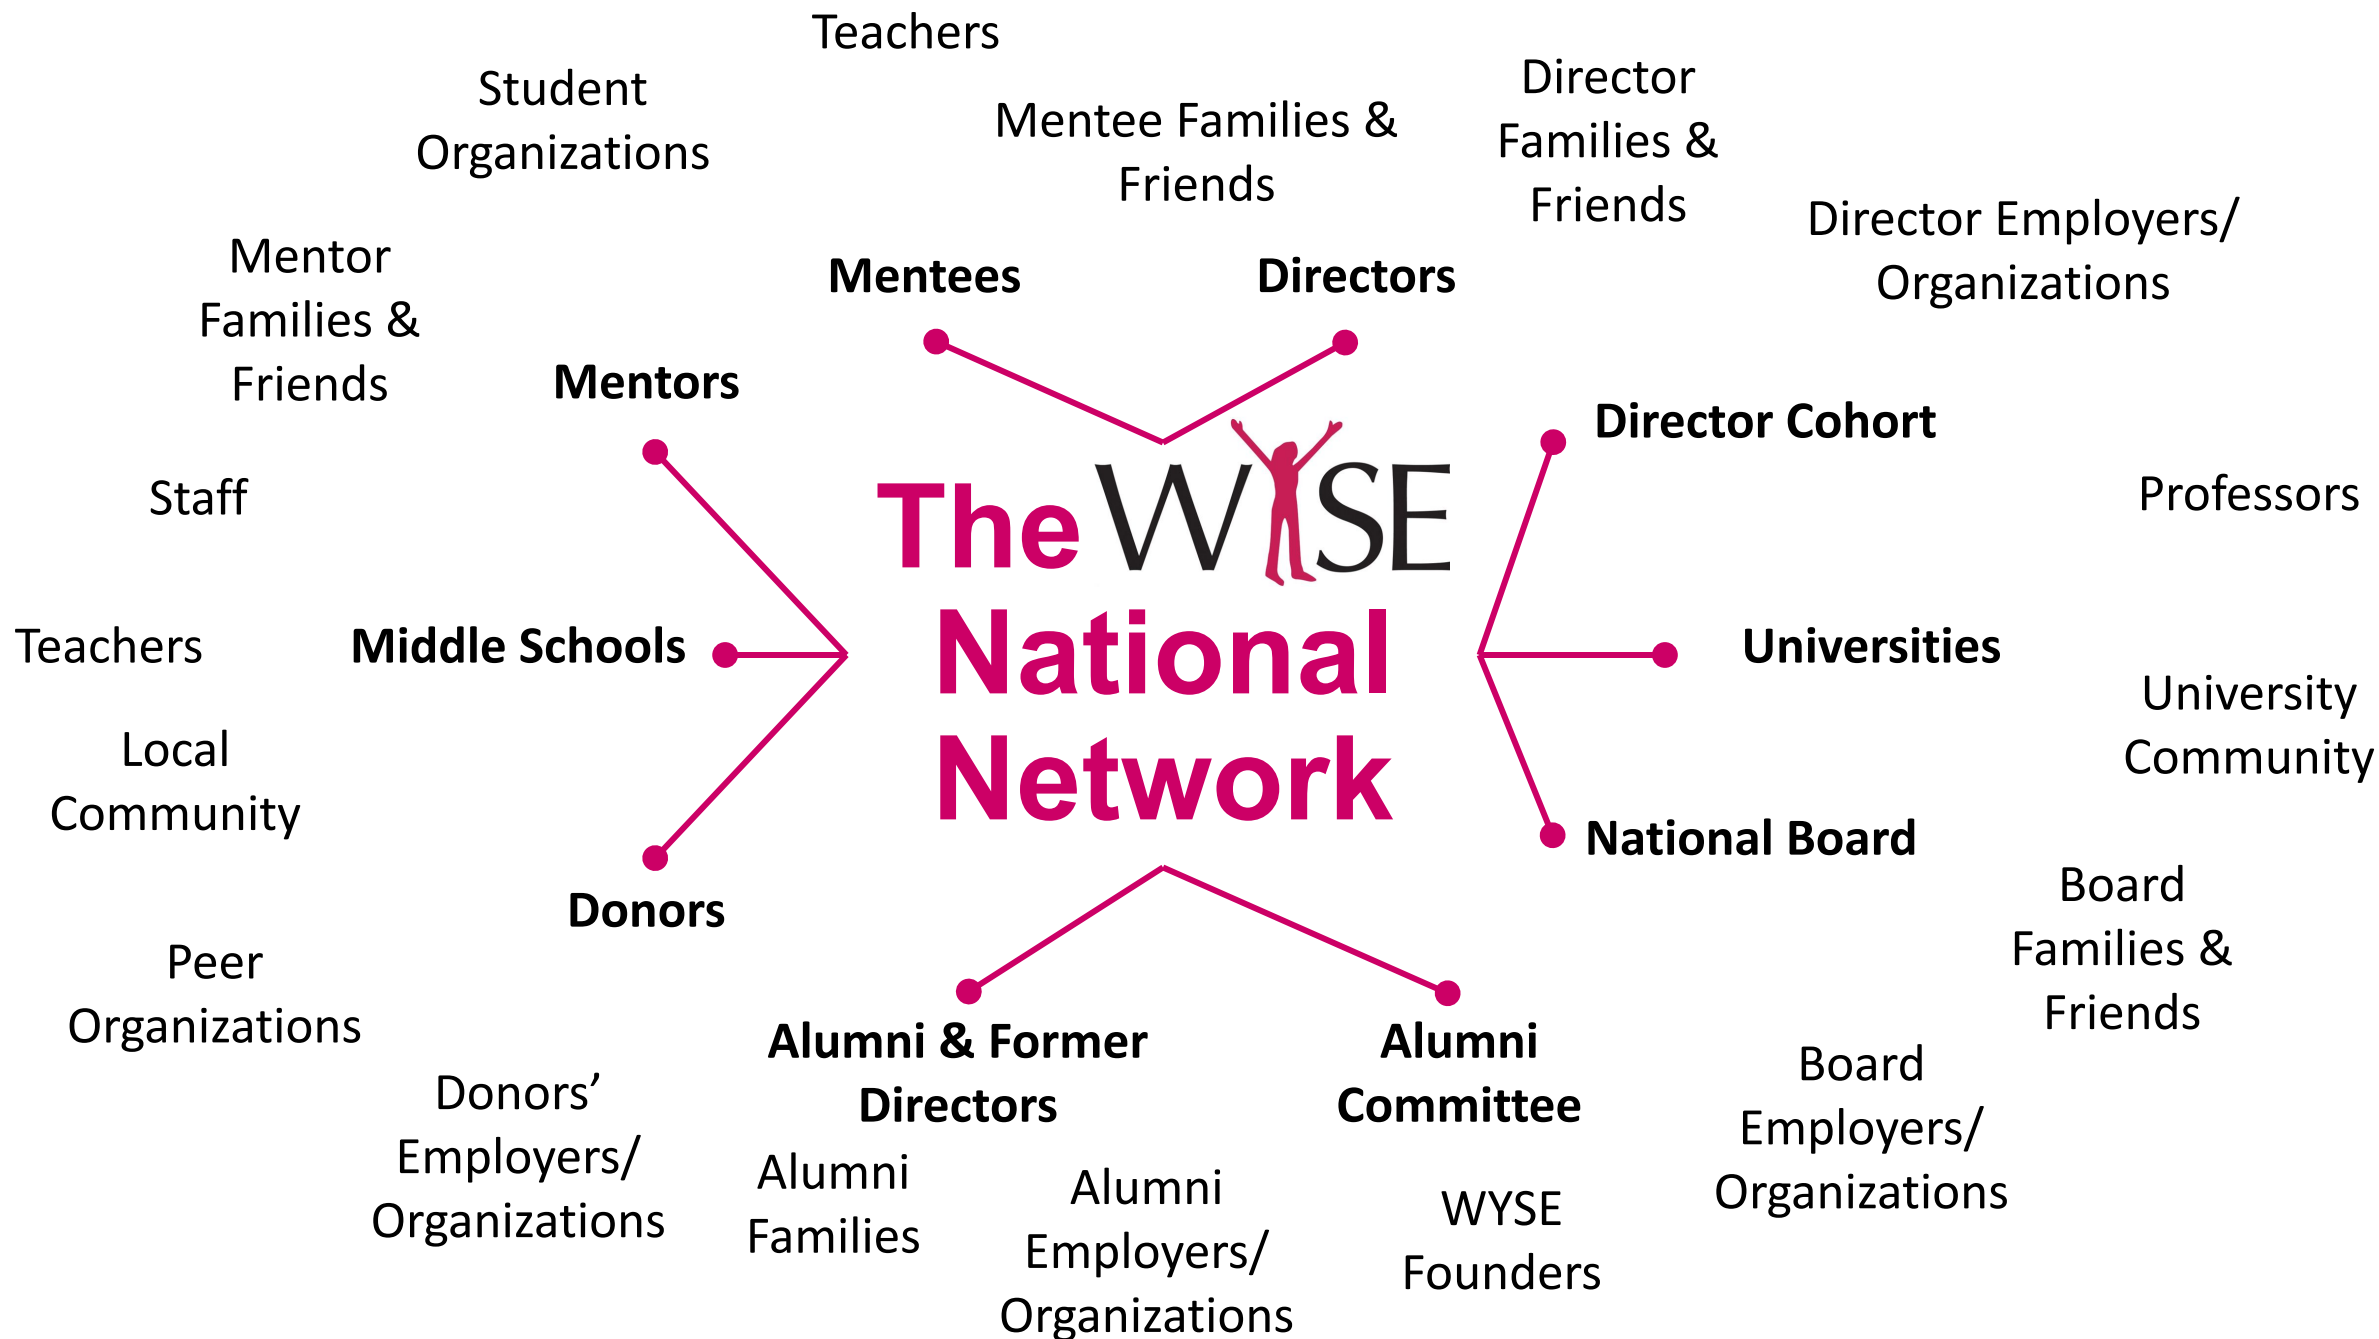 Teachers
Student
Organizations
Mentee Families &
Friends
Director
Families &
Friends
Director Employers/
Organizations
Mentor
Families &
Friends
Mentees
Directors
Mentors
Director Cohort
Staff
Professors
The WYSE
National
Network
Teachers
Middle Schools
Universities
Local
Community
University
Community
National Board
Donors
Board
Families &
Friends
Peer
Organizations
Alumni & Former
Directors
Alumni
Committee
Board
Employers/
Organizations
Donors’
Employers/
Organizations
Alumni
Families
Alumni
Employers/
Organizations
WYSE
Founders